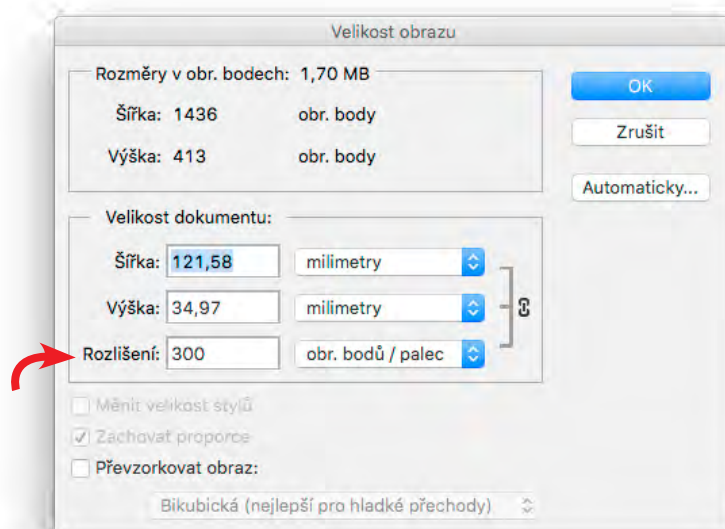 Velikost obrazu
Rozměry v obr. bodech: 1,70 MB
Šířka: 1436 obr. body
Výška: 413 obr. body
OK
Zrušit
Automaticky...
Velikost dokumentu:
Šířka: 121,58 milimetry
Výška: 34,97 milimetry
Rozlišení: 300 obr. bodů / palec
Měnit velikost stylů
Zachovat proporce
Převzorkovat obraz:
Bikubická (nejlepší pro hladké přechody)